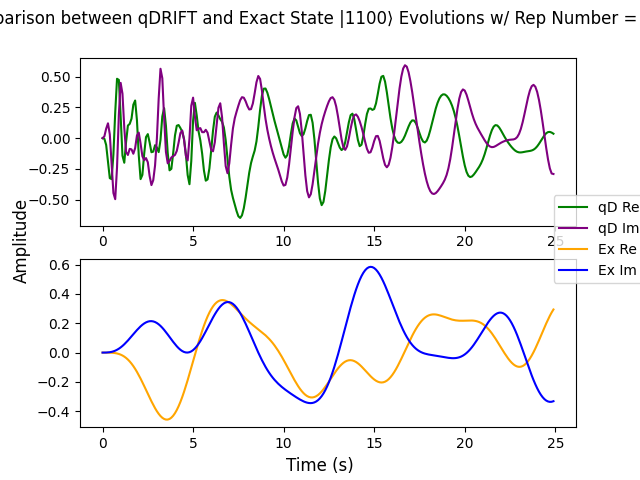 between qDRIFT and Exact State |1100⟩ Evolutions w/ Rep Number =
0.50
0.25
0.00
−0.25
−0.50
0 5 10 15 20 25
qD Re
qD Im
Ex Re
Ex Im
Amplitude
0.6
0.4
0.2
0.0
−0.2
−0.4
0 5 10 15 20 25
Time (s)